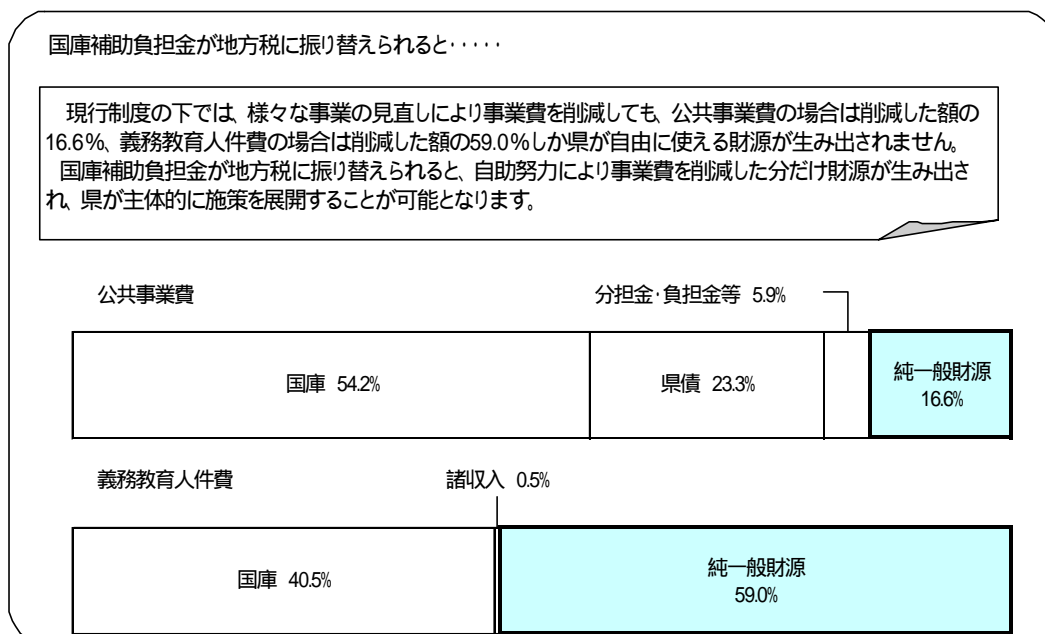 国庫補助負担金が地方税に振り替えられると・・・・・
現行制度の下では、様々な事業の見直しにより事業費を削減しても、公共事業費の場合は削減した額の
16.6%、義務教育人件費の場合は削減した額の59.0%しか県が自由に使える財源が生み出されません。
国庫補助負担金が地方税に振り替えられると、自助努力により事業費を削減した分だけ財源が生み出さ
れ、県が主体的に施策を展開することが可能となります。
公共事業費
分担金・負担金等 5.9%
国庫 54.2%
県債 23.3%
純一般財源
16.6%
義務教育人件費
諸収入 0.5%
国庫 40.5%
純一般財源
59.0%